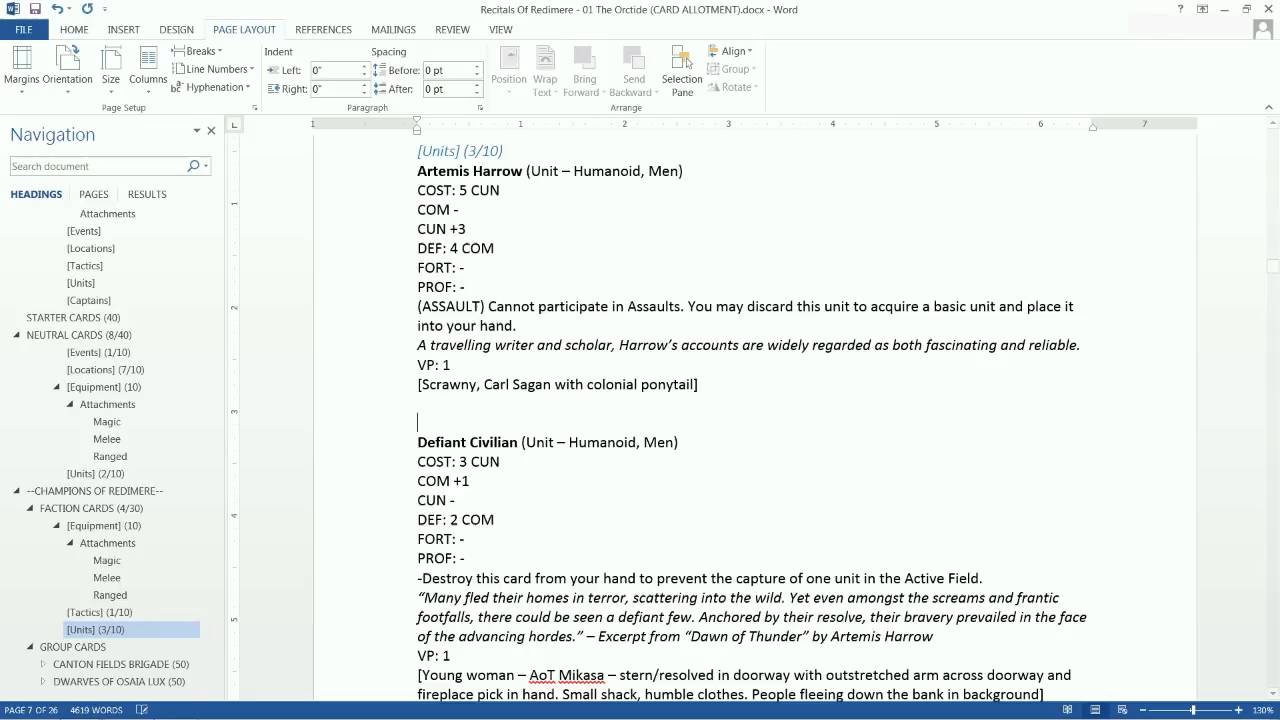 Recitals Of Redimere - 01 The Orctide (CARD ALLOTMENT).docx - Word
FILE HOME INSERT DESIGN PAGE LAYOUT REFERENCES MAILINGS REVIEW VIEW
Margins Orientation Size Columns
Breaks
Line Numbers
Hyphenation
Page Setup
Indent
Left: 0"
Right: 0"
Spacing
Before: 0 pt
After: 0 pt
Paragraph
Position
Wrap Text
Bring Forward
Send Backward
Selection Pane
Align
Group
Rotate
Arrange
Navigation
Search document
HEADINGS PAGES RESULTS
Attachments
[Events]
[Locations]
[Tactics]
[Units]
[Captains]
STARTER CARDS (40)
NEUTRAL CARDS (8/40)
[Events] (1/10)
[Locations] (7/10)
[Equipment] (10)
Attachments
Magic
Melee
Ranged
[Units] (2/10)
--CHAMPIONS OF REDIMERE--
FACTION CARDS (4/30)
[Equipment] (10)
Attachments
Magic
Melee
Ranged
[Tactics] (1/10)
[Units] (3/10)
GROUP CARDS
CANTON FIELDS BRIGADE (50)
DWARVES OF OSAIA LUX (50)
1 1 2 3 4 5 6 7
1
2
3
4
5
[Units] (3/10)
Artemis Harrow (Unit – Humanoid, Men)
COST: 5 CUN
COM -
CUN +3
DEF: 4 COM
FORT: -
PROF: -
(ASSAULT) Cannot participate in Assaults. You may discard this unit to acquire a basic unit and place it
into your hand.
A travelling writer and scholar, Harrow’s accounts are widely regarded as both fascinating and reliable.
VP: 1
[Scrawny, Carl Sagan with colonial ponytail]
Defiant Civilian (Unit – Humanoid, Men)
COST: 3 CUN
COM +1
CUN -
DEF: 2 COM
FORT: -
PROF: -
-Destroy this card from your hand to prevent the capture of one unit in the Active Field.
“Many fled their homes in terror, scattering into the wild. Yet even amongst the screams and frantic
footfalls, there could be seen a defiant few. Anchored by their resolve, their bravery prevailed in the face
of the advancing hordes.” – Excerpt from “Dawn of Thunder” by Artemis Harrow
VP: 1
[Young woman – AoT Mikasa – stern/resolved in doorway with outstretched arm across doorway and
fireplace pick in hand. Small shack, humble clothes. People fleeing down the bank in background]
PAGE 7 OF 26 4619 WORDS 130%